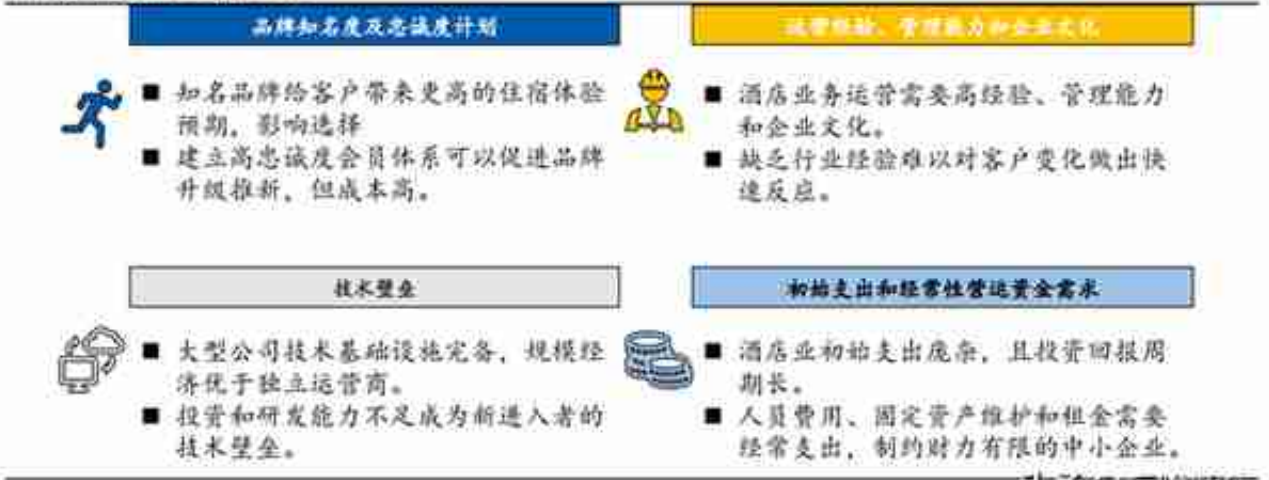 品牌知名度及忠诚度计划
知名品牌给客户带来更高的住宿体验
预期，影响选择
建立高忠诚度会员体系可以促进品牌
升级推新，但成本高。
运营经验、管理能力和企业文化
酒店业务运营需要高经验、管理能力
和企业文化。
缺乏行业经验难以对客户变化做出快
速反应。
技术壁垒
大型公司技术基础设施完备，规模经
济优于独立运营商。
投资和研发能力不足成为新进入者的
技术壁垒。
初始支出和经常性营运资金需求
酒店业初始支出庞杂，且投资回报周
期长。
人员费用、固定资产维护和租金需要
经常支出，制约财力有限的中小企业。